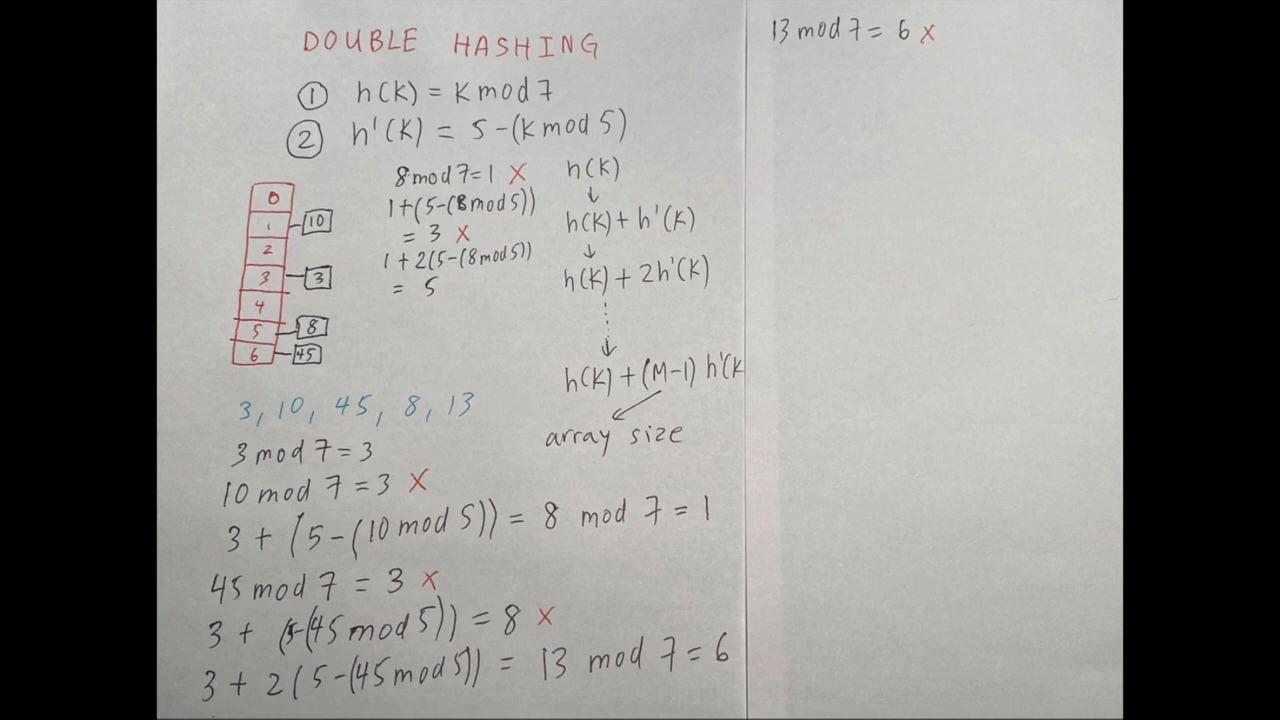 DOUBLE HASHING
① h(K) = K mod 7
② h'(K) = 5 - (K mod 5)
8 mod 7 = 1 X
1 + (5 - (8 mod 5))
= 3 X
1 + 2(5 - (8 mod 5))
= 5
h(K)
↓
h(K) + h'(K)
↓
h(K) + 2h'(K)
↓
h(K) + (M-1) h'(K
array size
0
1 10
2
3 3
4
5 8
6 45
3, 10, 45, 8, 13
3 mod 7 = 3
10 mod 7 = 3 X
3 + (5 - (10 mod 5)) = 8 mod 7 = 1
45 mod 7 = 3 X
3 + (5-(45 mod 5)) = 8 X
3 + 2(5-(45 mod 5)) = 13 mod 7 = 6
13 mod 7 = 6 X